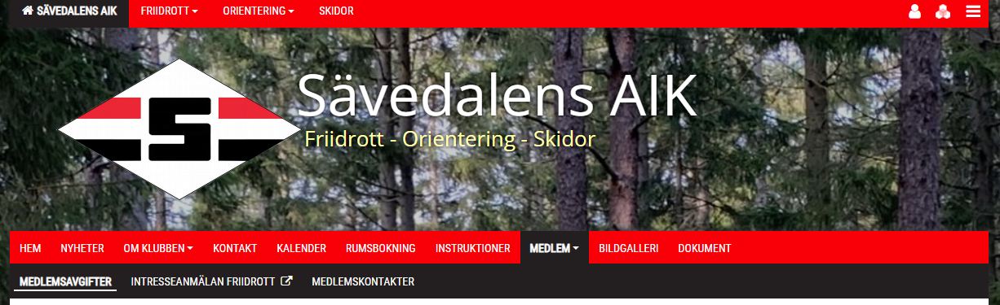 SÄVEDALENS AIK FRIIDROTT ORIENTERING SKIDOR
S
Sävedalens AIK
Friidrott - Orientering - Skidor
HEM NYHETER OM KLUBBEN KONTAKT KALENDER RUMSBOKNING INSTRUKTIONER MEDLEM BILDGALLERI DOKUMENT
MEDLEMSAVGIFTER INTRESSEANMÄLAN FRIIDROTT MEDLEMSKONTAKTER